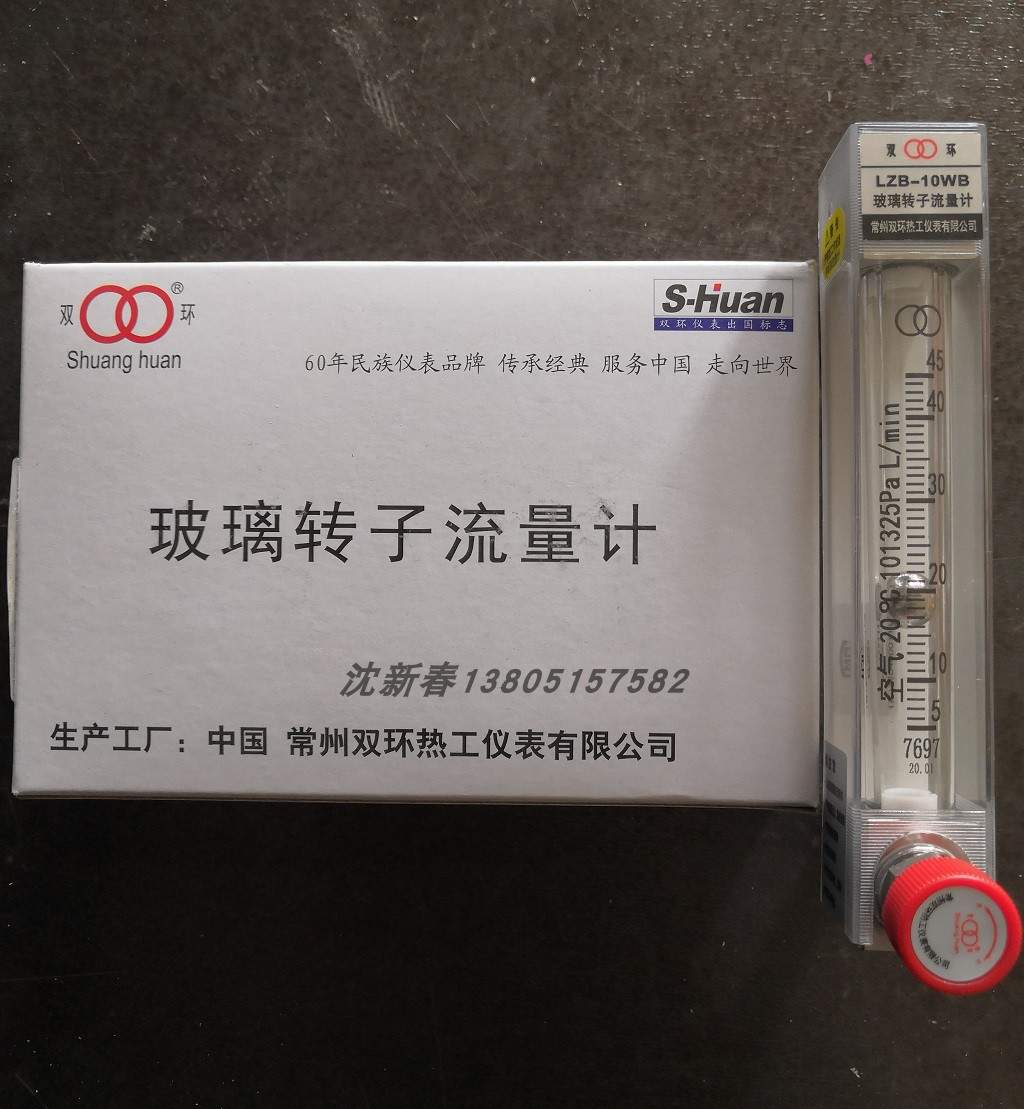 双 环
®
Shuang huan
S-Huan
双环仪表出国标志
60年民族仪表品牌 传承经典 服务中国 走向世界
玻璃转子流量计
沈新春13805157582
生产工厂：中国 常州双环热工仪表有限公司
双 环
LZB-10WB
玻璃转子流量计
常州双环热工仪表有限公司
45
40
30
20
10
5
空气 20℃ 101325Pa L/min
7697